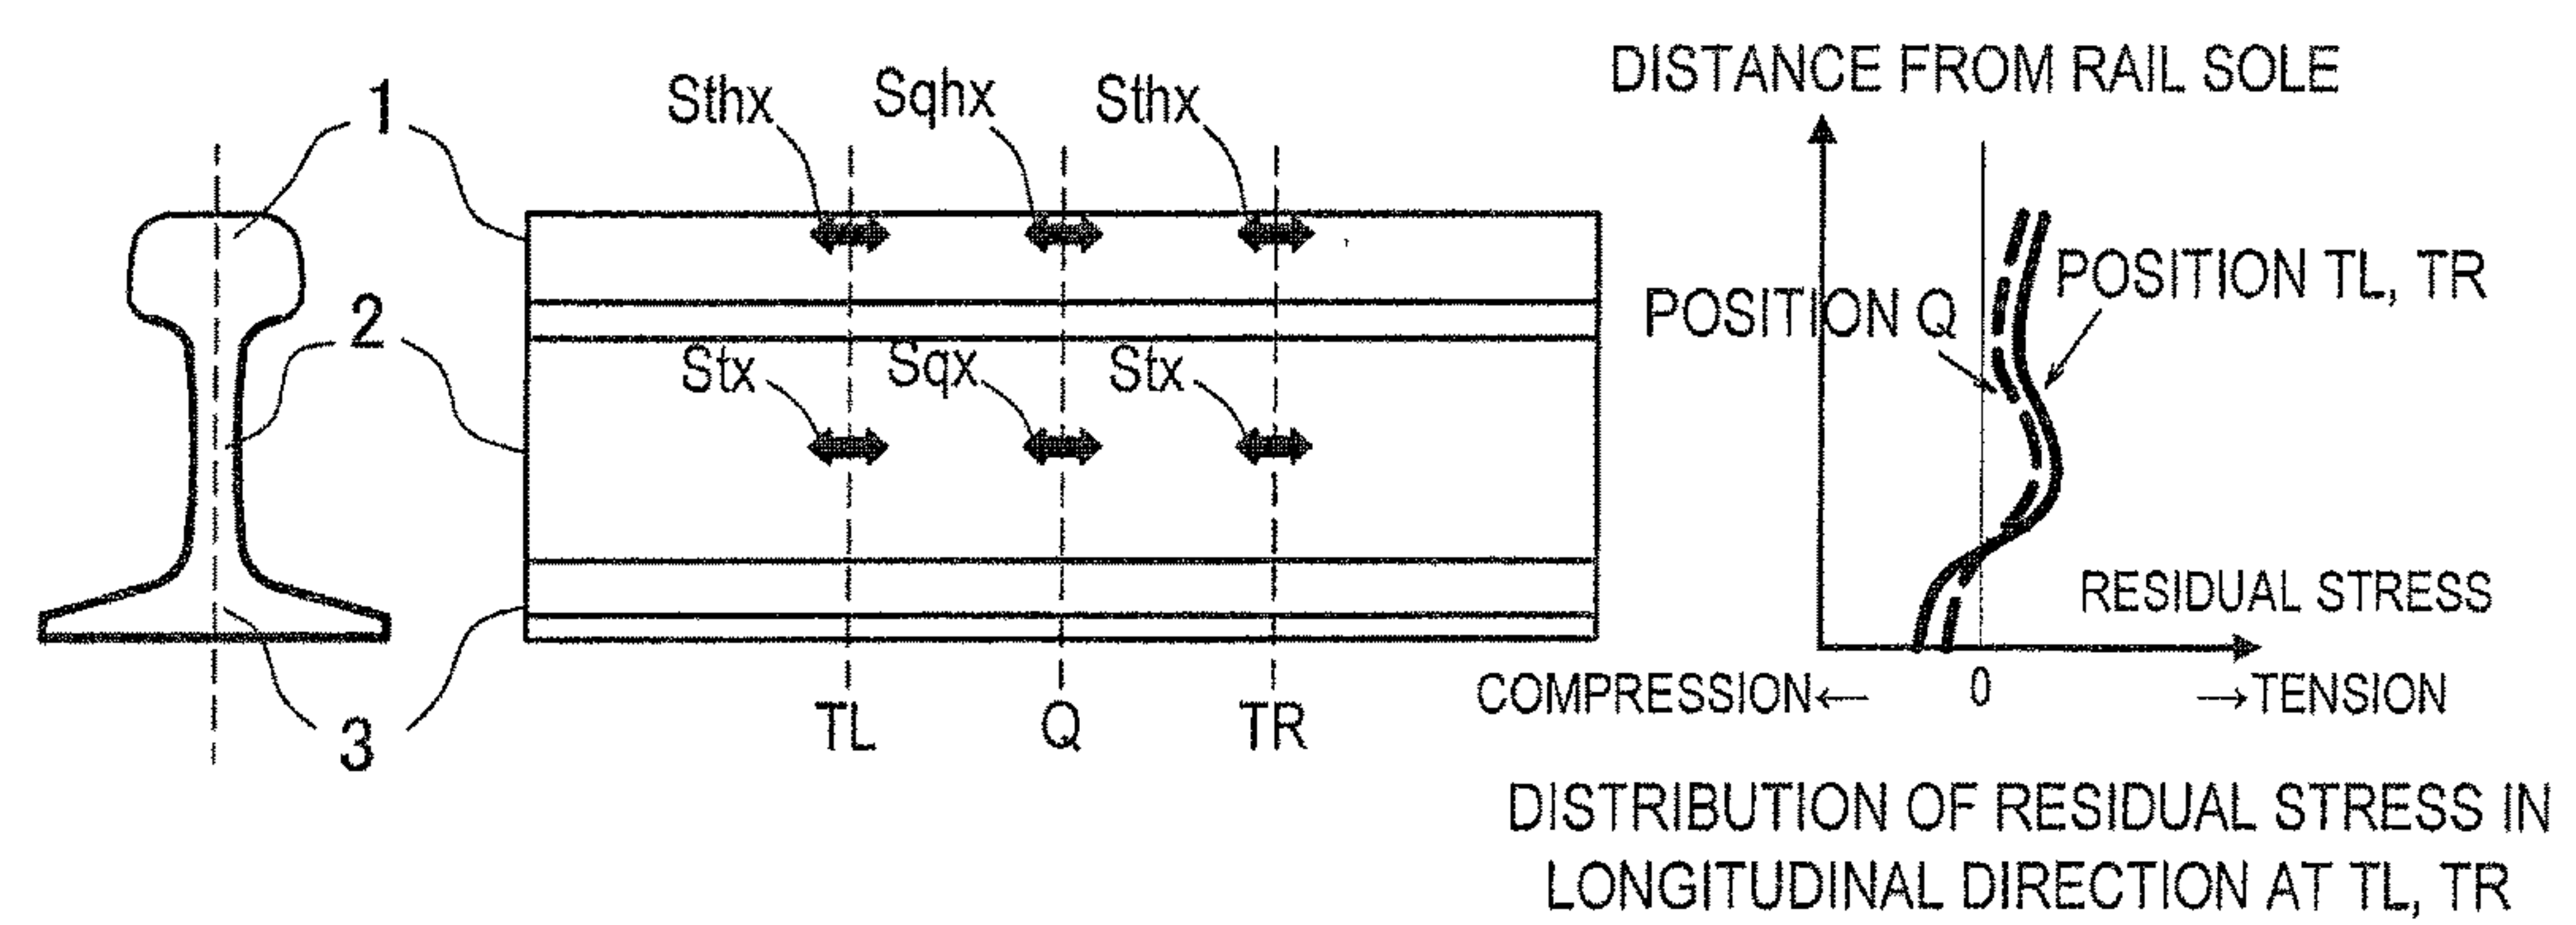 1
2
3
Sthx
Sqhx
Sthx
Stx
Sqx
Stx
TL
Q
TR
DISTANCE FROM RAIL SOLE
POSITION TL, TR
POSITION Q
RESIDUAL STRESS
COMPRESSION← 0 →TENSION
DISTRIBUTION OF RESIDUAL STRESS IN
LONGITUDINAL DIRECTION AT TL, TR